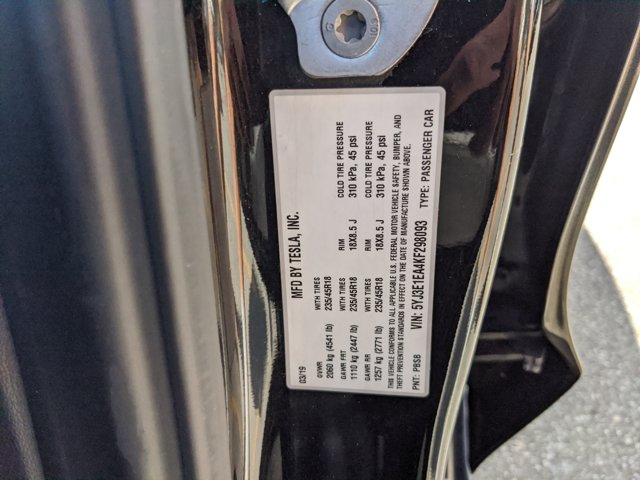 MFD BY TESLA, INC.
03/19
GVWR WITH TIRES RIM COLD TIRE PRESSURE
2060 kg (4541 lb) 235/45R18 18X8.5 J 310 kPa, 45 psi
GAWR FRT WITH TIRES RIM COLD TIRE PRESSURE
1110 kg (2447 lb) 235/45R18 18X8.5 J 310 kPa, 45 psi
GAWR RR
1257 kg (2771 lb) 235/45R18
THIS VEHICLE CONFORMS TO ALL APPLICABLE U.S. FEDERAL MOTOR VEHICLE SAFETY, BUMPER, AND
THEFT PREVENTION STANDARDS IN EFFECT ON THE DATE OF MANUFACTURE SHOWN ABOVE.
VIN: 5YJ3E1EA4KF298093 TYPE: PASSENGER CAR
PNT: PBSB
10.9